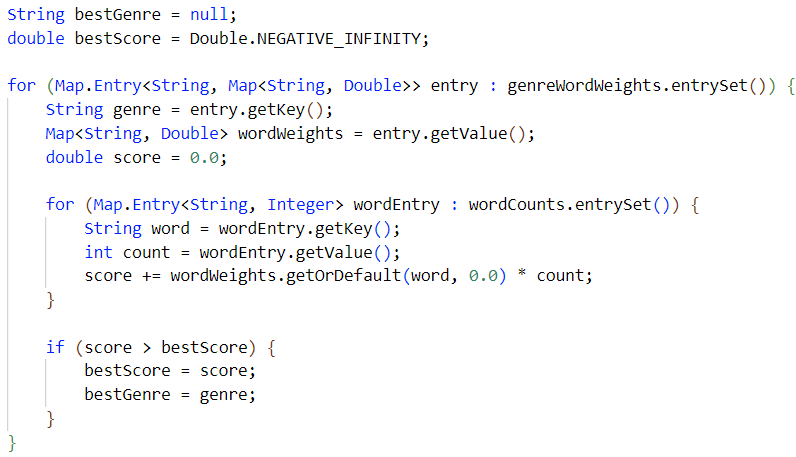 String bestGenre = null;
double bestScore = Double.NEGATIVE_INFINITY;

for (Map.Entry<String, Map<String, Double>> entry : genreWordWeights.entrySet()) {
    String genre = entry.getKey();
    Map<String, Double> wordWeights = entry.getValue();
    double score = 0.0;

    for (Map.Entry<String, Integer> wordEntry : wordCounts.entrySet()) {
        String word = wordEntry.getKey();
        int count = wordEntry.getValue();
        score += wordWeights.getOrDefault(word, 0.0) * count;
    }

    if (score > bestScore) {
        bestScore = score;
        bestGenre = genre;
    }
}